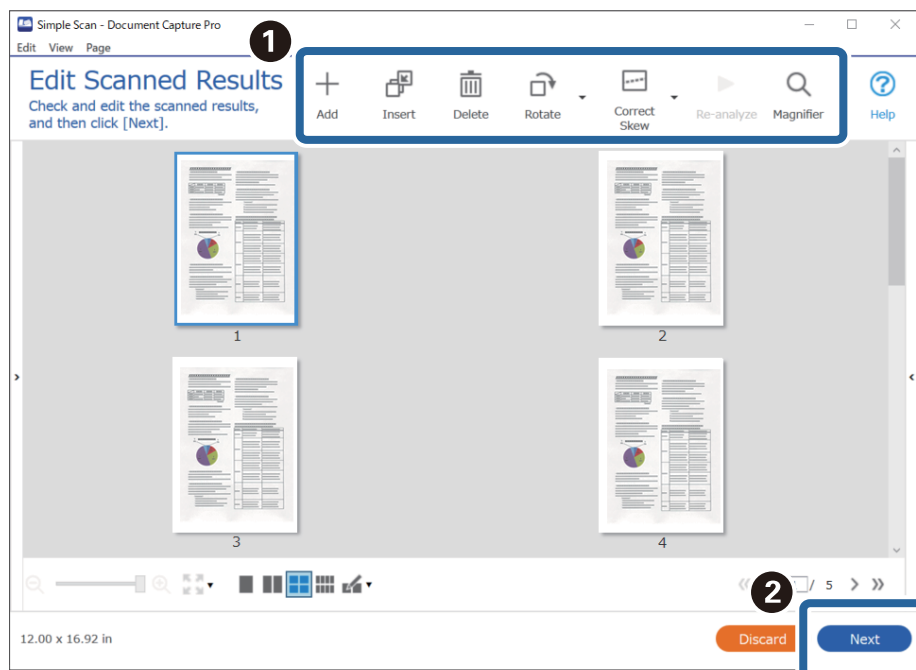 Simple Scan - Document Capture Pro
Edit View Page
1
Edit Scanned Results
Check and edit the scanned results,
and then click [Next].
Add
Insert
Delete
Rotate
Correct
Skew
Re-analyze
Magnifier
Help
1
2
3
4
/ 5
2
12.00 x 16.92 in
Discard
Next